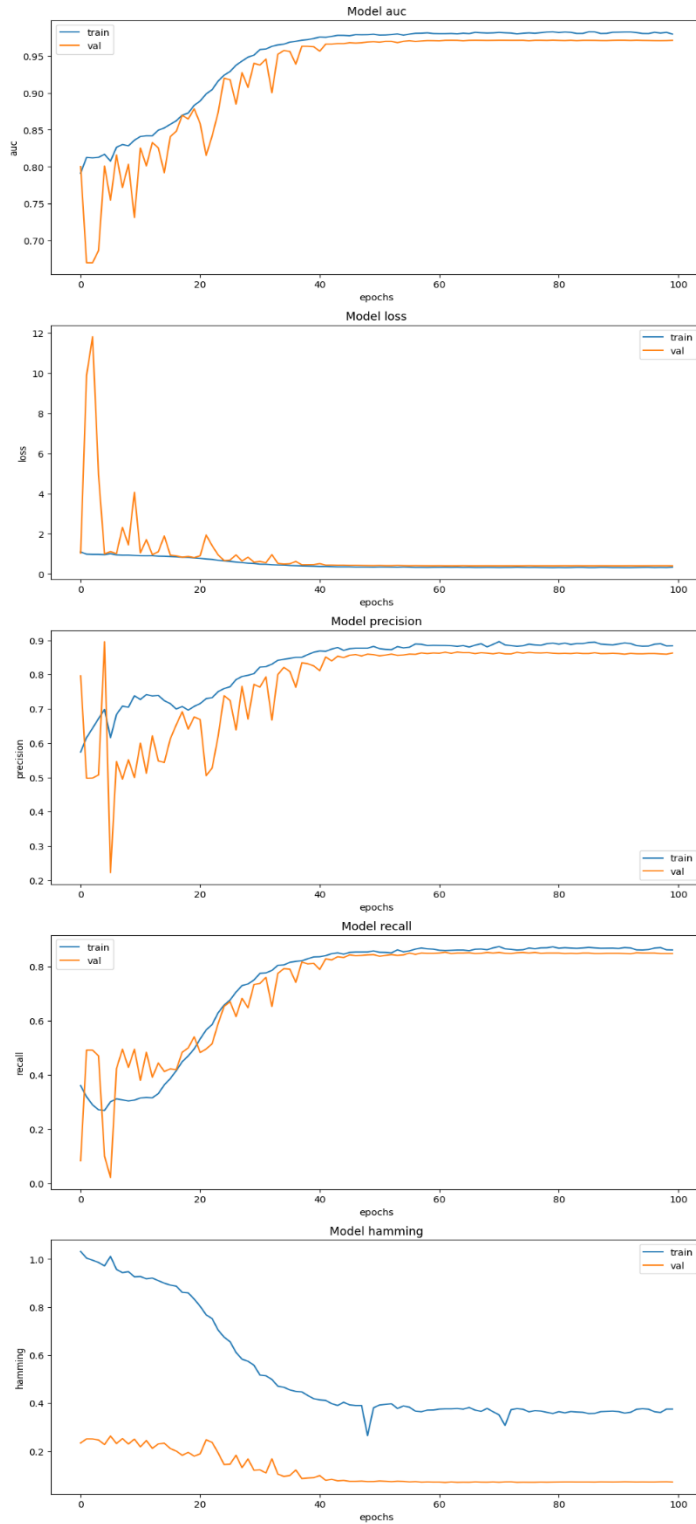 Model auc
train
val
0.95
0.90
0.85
0.80
0.75
0.70
auc
0 20 40 60 80 100
epochs
Model loss
train
val
12
10
8
6
4
2
0
loss
0 20 40 60 80 100
epochs
Model precision
0.9
0.8
0.7
0.6
0.5
0.4
0.3
0.2
precision
train
val
0 20 40 60 80 100
epochs
Model recall
train
val
0.8
0.6
0.4
0.2
0.0
recall
0 20 40 60 80 100
epochs
Model hamming
train
val
1.0
0.8
0.6
0.4
0.2
hamming
0 20 40 60 80 100
epochs